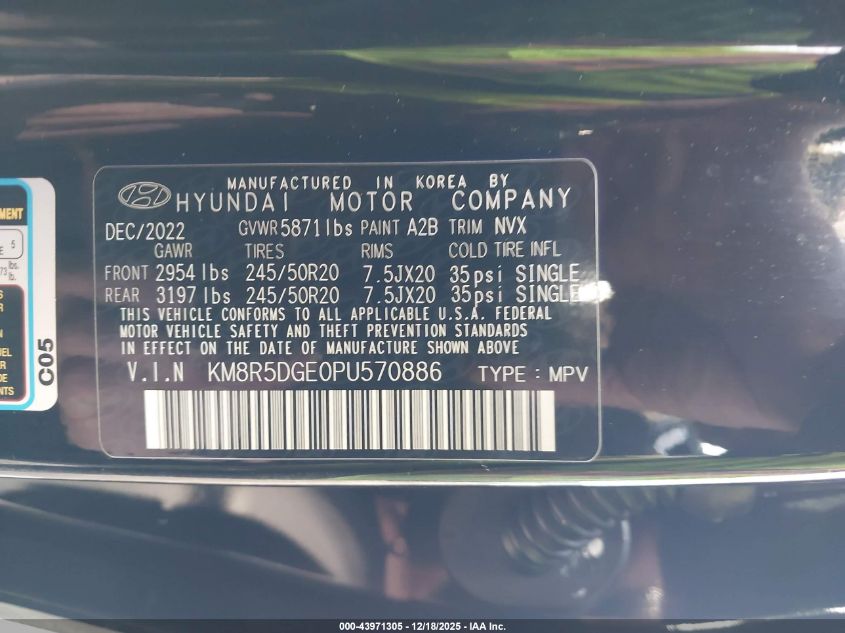 MANUFACTURED IN KOREA BY
HYUNDAI MOTOR COMPANY
DEC/2022 GVWR 5871lbs PAINT A2B TRIM NVX
GAWR TIRES RIMS COLD TIRE INFL
FRONT 2954 lbs 245/50R20 7.5JX20 35psi SINGLE
REAR 3197 lbs 245/50R20 7.5JX20 35psi SINGLE
THIS VEHICLE CONFORMS TO ALL APPLICABLE U.S.A. FEDERAL
MOTOR VEHICLE SAFETY AND THEFT PREVENTION STANDARDS
IN EFFECT ON THE DATE OF MANUFACTURE SHOWN ABOVE
V.I.N KM8R5DGE0PU570886 TYPE : MPV
C05
5
lbs.
000-43971305 - 12/18/2025 - IAA Inc.